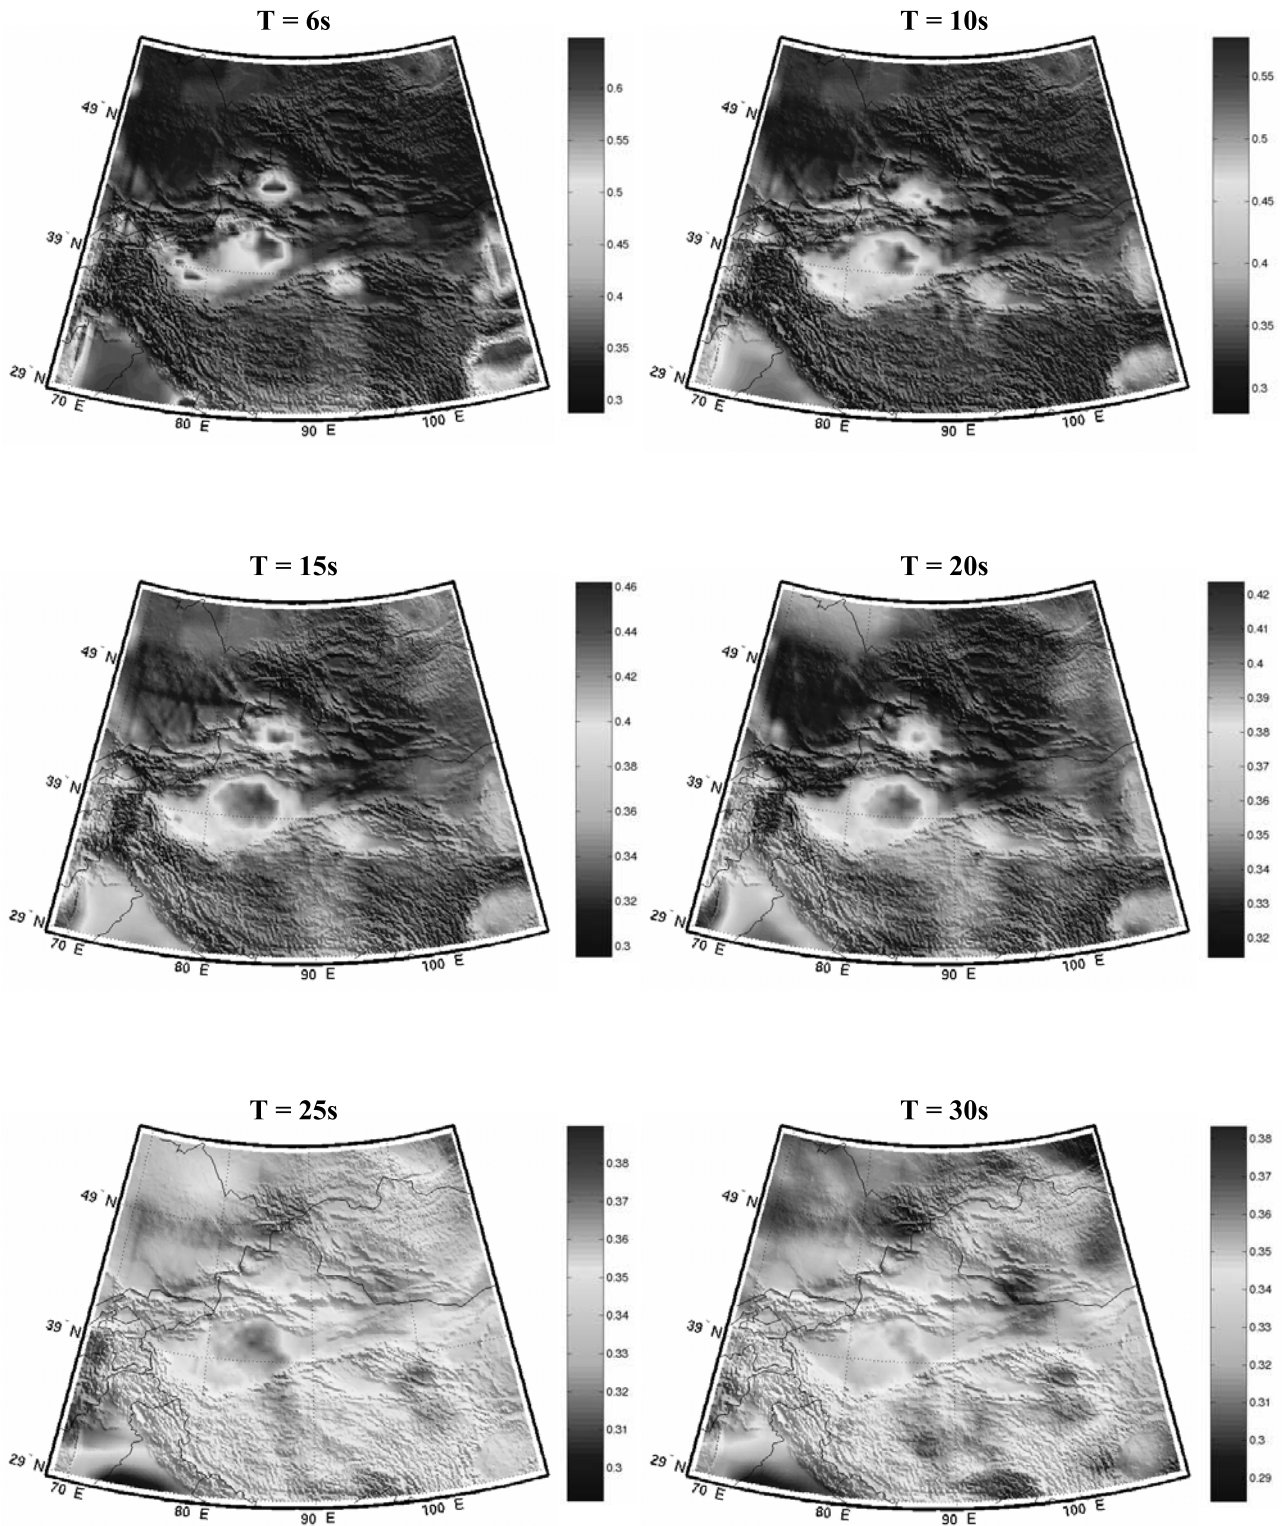 T = 6s
T = 10s
49° N
39° N
29° N
70 E
80 E
90 E
100 E
0.6
0.55
0.5
0.45
0.4
0.35
0.3
49° N
39° N
29° N
70 E
80 E
90 E
100 E
0.55
0.5
0.45
0.4
0.35
0.3
T = 15s
T = 20s
49° N
39° N
29° N
70 E
80 E
90 E
100 E
0.46
0.44
0.42
0.4
0.38
0.36
0.34
0.32
0.3
49° N
39° N
29° N
70 E
80 E
90 E
100 E
0.42
0.41
0.4
0.39
0.38
0.37
0.36
0.35
0.34
0.33
0.32
T = 25s
T = 30s
49° N
39° N
29° N
70 E
80 E
90 E
100 E
0.38
0.37
0.36
0.35
0.34
0.33
0.32
0.31
0.3
49° N
39° N
29° N
70 E
80 E
90 E
100 E
0.38
0.37
0.36
0.35
0.34
0.33
0.32
0.31
0.3
0.29